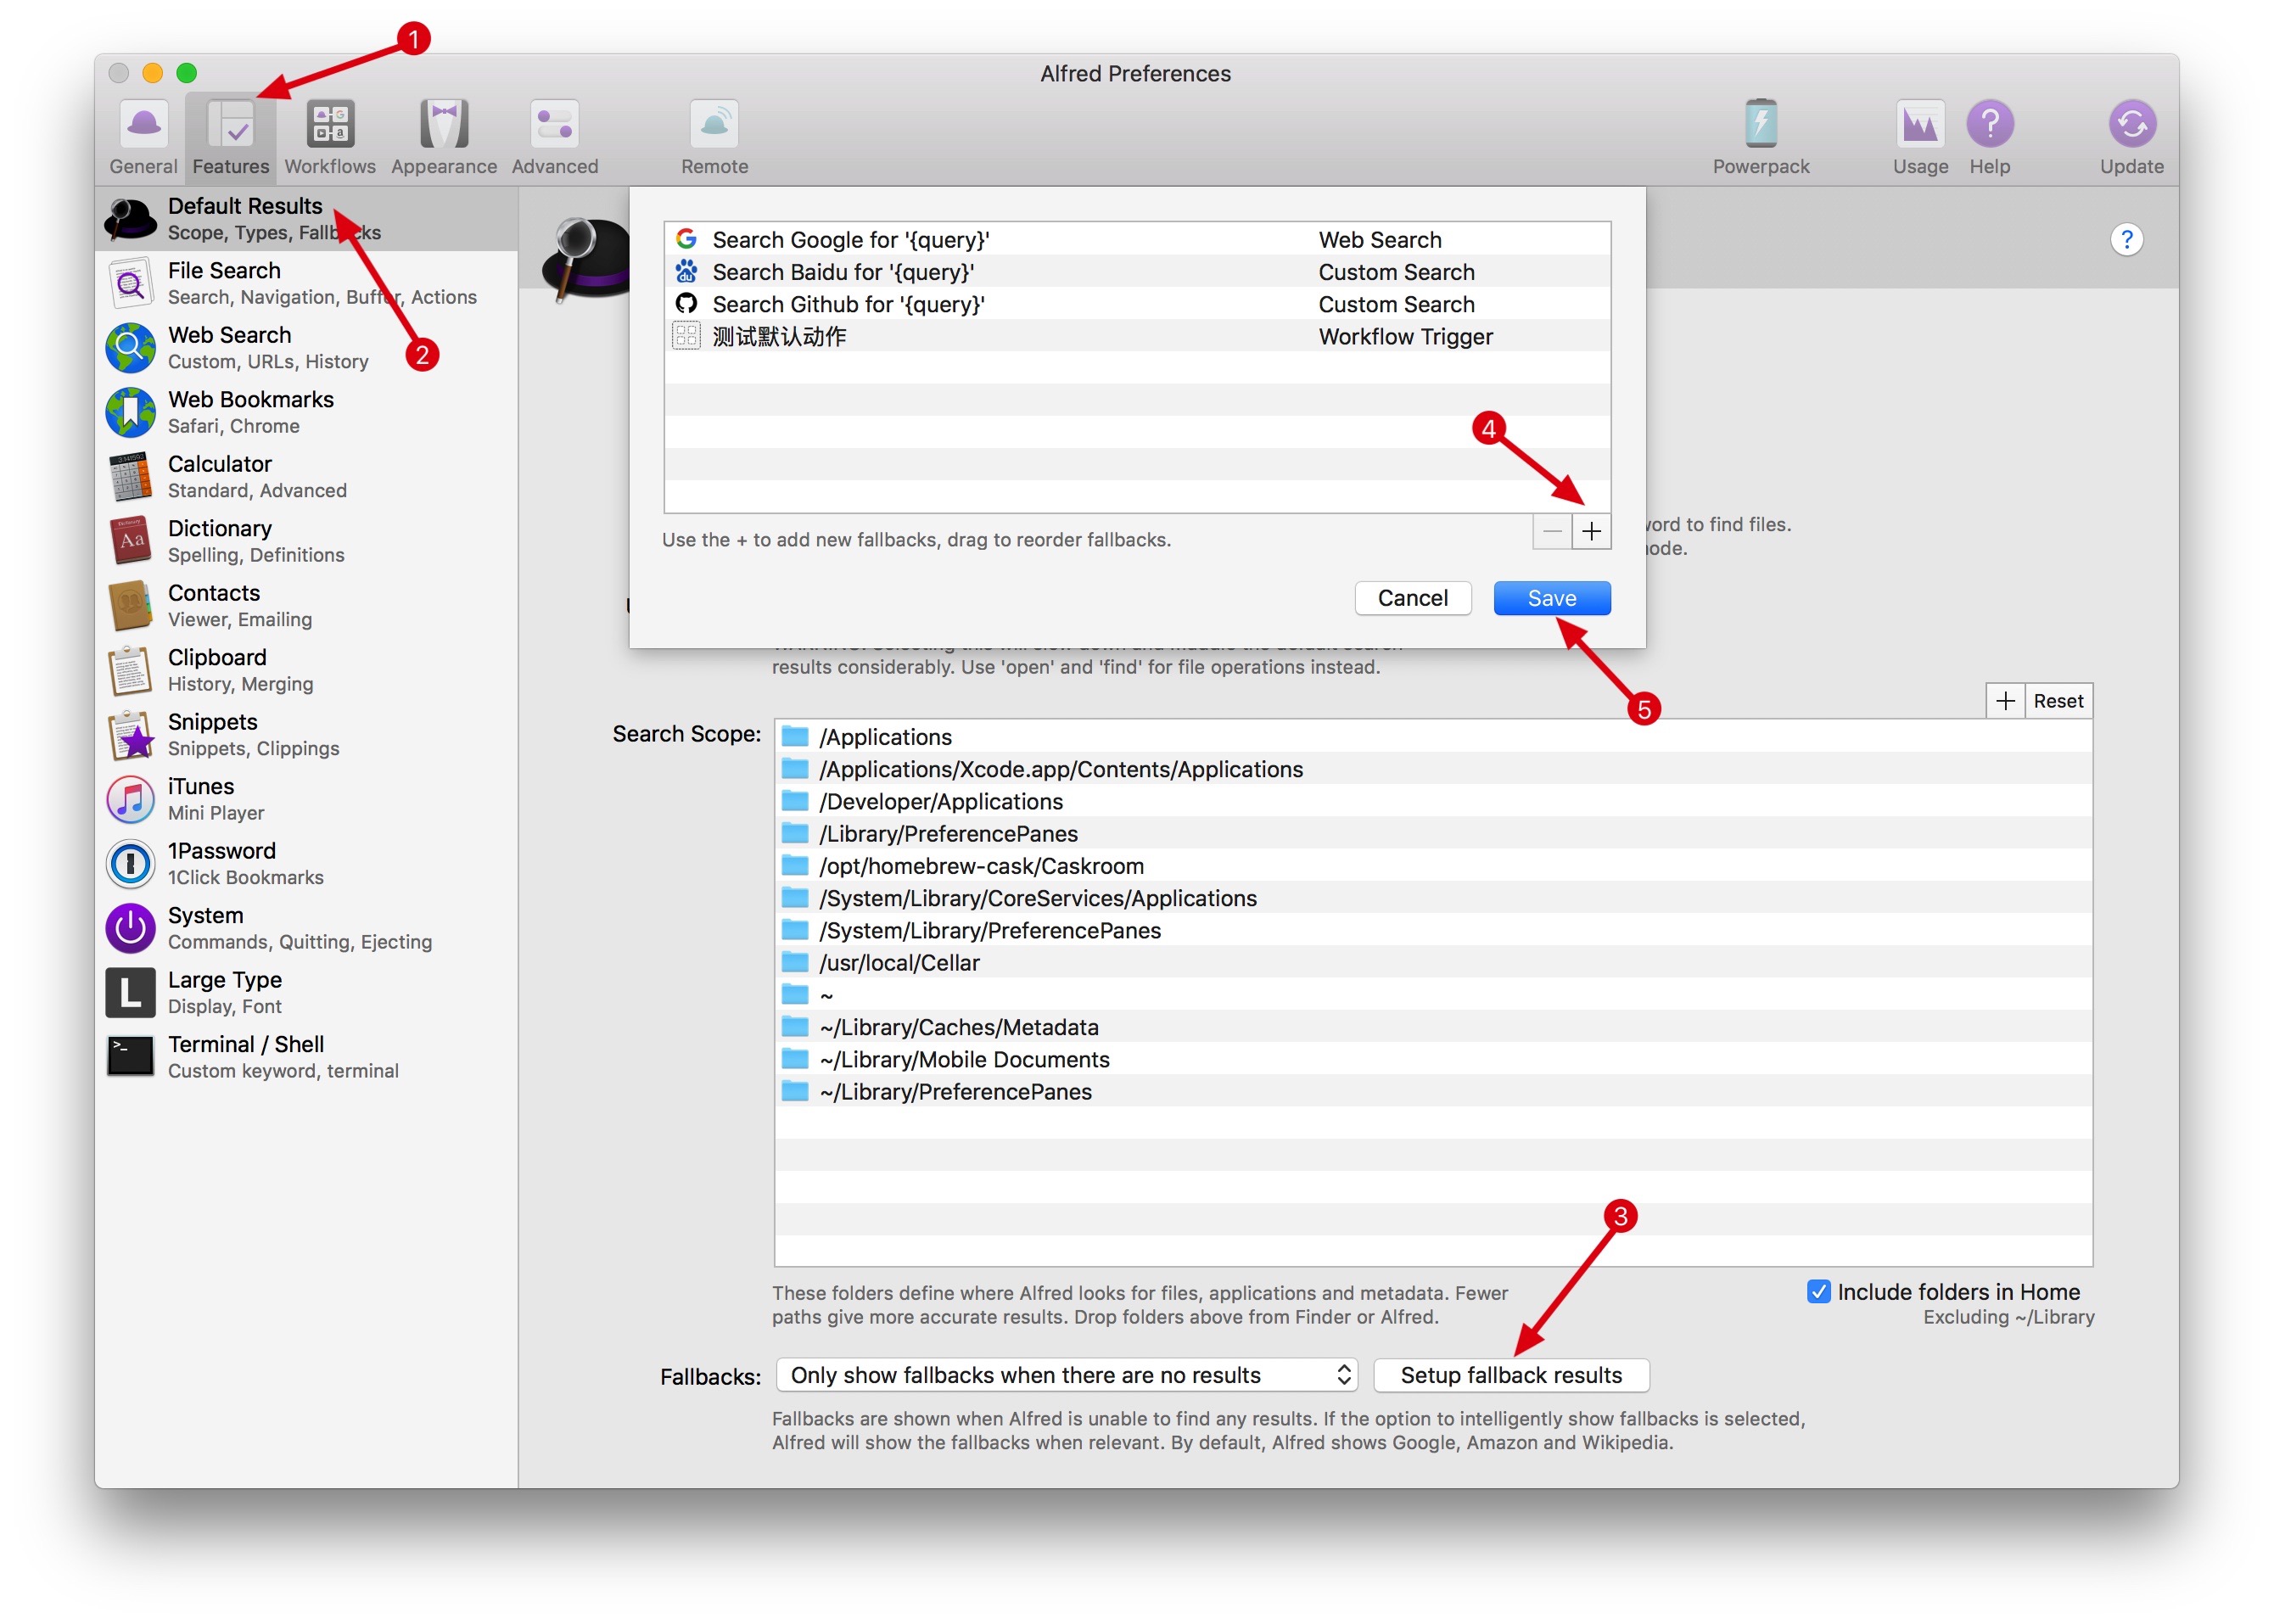 1
Alfred Preferences
General
Features
Workflows
Appearance
Advanced
Remote
Powerpack
Usage
Help
Update
Default Results
Scope, Types, Fallbacks
File Search
Search, Navigation, Buffer, Actions
Web Search
Custom, URLs, History
2
Web Bookmarks
Safari, Chrome
Calculator
Standard, Advanced
Dictionary
Spelling, Definitions
Contacts
Viewer, Emailing
Clipboard
History, Merging
Snippets
Snippets, Clippings
iTunes
Mini Player
1Password
1Click Bookmarks
System
Commands, Quitting, Ejecting
Large Type
Display, Font
Terminal / Shell
Custom keyword, terminal
Search Google for '{query}' Web Search
Search Baidu for '{query}' Custom Search
Search Github for '{query}' Custom Search
测试默认动作 Workflow Trigger
4
Use the + to add new fallbacks, drag to reorder fallbacks.
to find files.
Cancel
Save
5
results considerably. Use 'open' and 'find' for file operations instead.
Reset
Search Scope:
/Applications
/Applications/Xcode.app/Contents/Applications
/Developer/Applications
/Library/PreferencePanes
/opt/homebrew-cask/Caskroom
/System/Library/CoreServices/Applications
/System/Library/PreferencePanes
/usr/local/Cellar
~
~/Library/Caches/Metadata
~/Library/Mobile Documents
~/Library/PreferencePanes
3
These folders define where Alfred looks for files, applications and metadata. Fewer
paths give more accurate results. Drop folders above from Finder or Alfred.
Include folders in Home
Excluding ~/Library
Fallbacks: Only show fallbacks when there are no results
Setup fallback results
Fallbacks are shown when Alfred is unable to find any results. If the option to intelligently show fallbacks is selected,
Alfred will show the fallbacks when relevant. By default, Alfred shows Google, Amazon and Wikipedia.